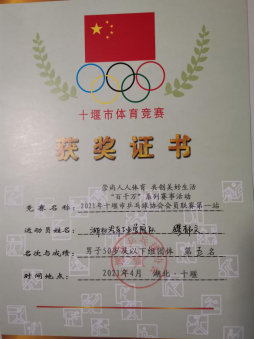 十堰市体育竞赛
获奖证书
崇尚人人体育 共创美好生活
"百千万"系列赛事活动
竞赛名称:2021年十堰市乒乓球协会会员联赛第一站
运动员姓名:
名次与成绩:男子50岁及以下组团体 第五名
时间地点:2021年4月 湖北·十堰